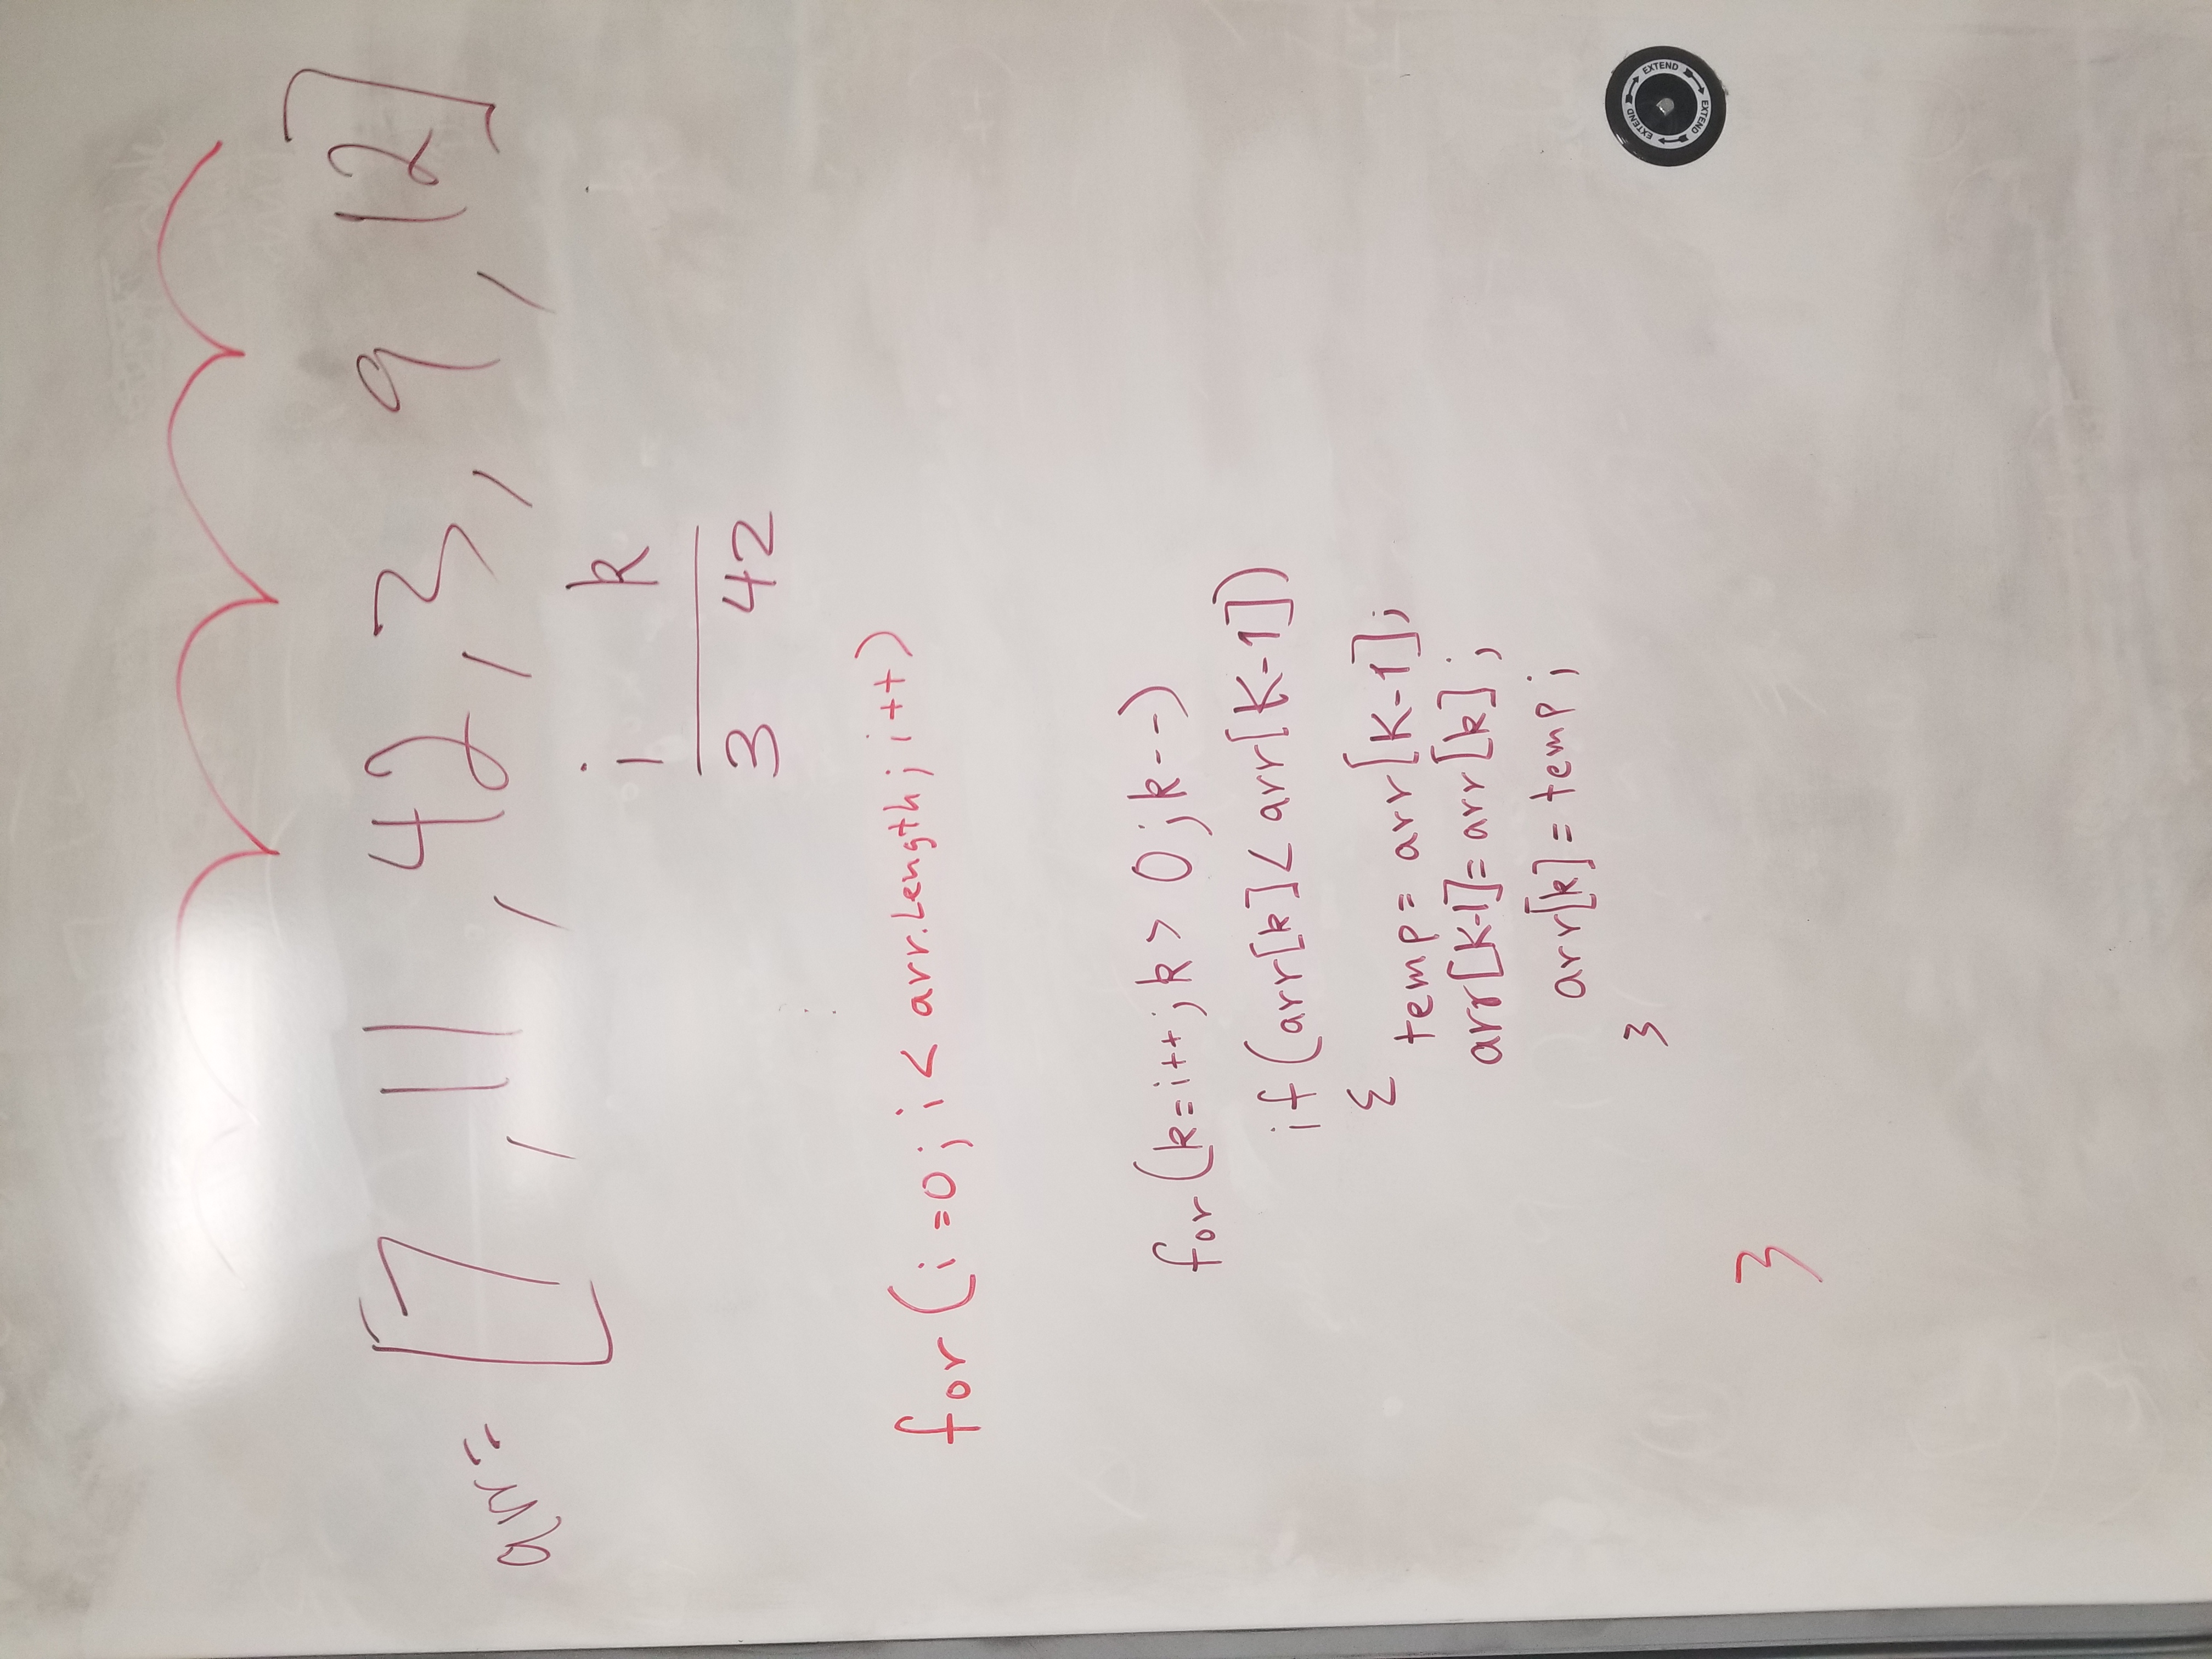 arr= [7, 11, 42, 3, 9, 12]
i k
3 42
for (i=0; i< arr.Length; i++)
for (k=i++; k> 0; k--)
if (arr[k]< arr[K-1])
{
temp= arr[K-1];
arr[K-1]= arr[k];
arr[k]= temp;
}
}
EXTEND EXTEND EXTEND